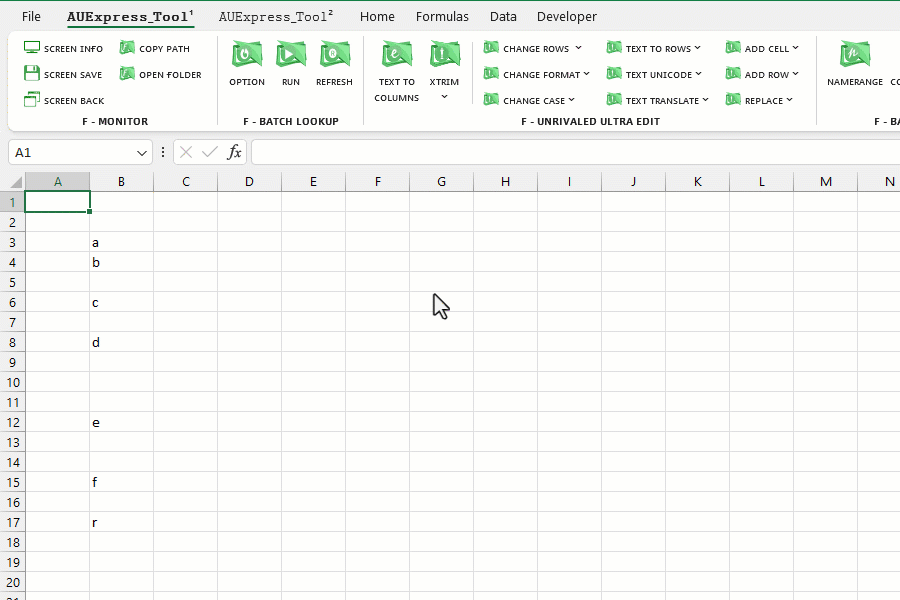 File AUExpress_Tool¹ AUExpress_Tool² Home Formulas Data Developer
SCREEN INFO COPY PATH CHANGE ROWS TEXT TO ROWS ADD CELL
SCREEN SAVE OPEN FOLDER OPTION RUN REFRESH TEXT TO COLUMNS XTRIM CHANGE FORMAT TEXT UNICODE ADD ROW NAMERANGE
SCREEN BACK CHANGE CASE TEXT TRANSLATE REPLACE
F - MONITOR F - BATCH LOOKUP F - UNRIVALED ULTRA EDIT
A1 fx
A B C D E F G H I J K L M N
1
2
3 a
4 b
5
6 c
7
8 d
9
10
11
12 e
13
14
15 f
16
17 r
18
19
20